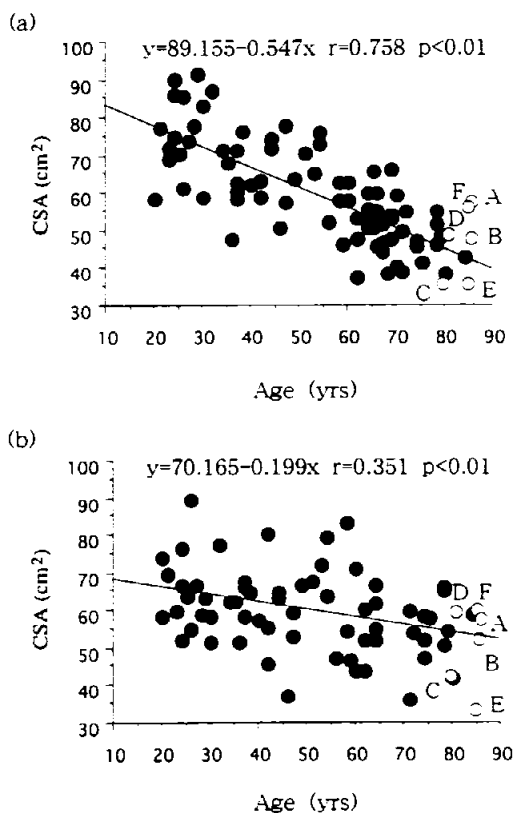 (a)
y=89.155-0.547x r=0.758 p<0.01
100
90
80
70
60
50
40
30
CSA (cm²)
F
A
D
B
C
E
10 20 30 40 50 60 70 80 90
Age (yrs)
(b)
y=70.165-0.199x r=0.351 p<0.01
100
90
80
70
60
50
40
30
CSA (cm²)
D
F
A
B
C
E
10 20 30 40 50 60 70 80 90
Age (yrs)